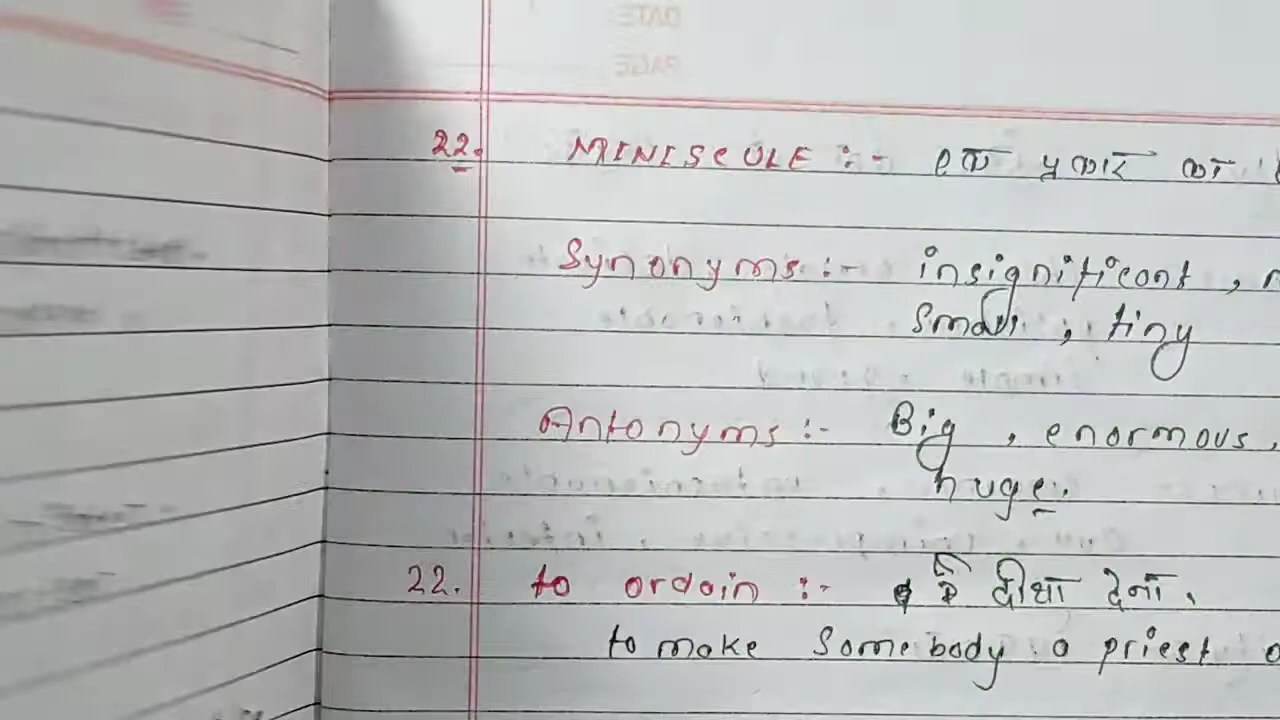 22. MINISCULE :- एक प्रकार का
Synonyms :- insignificant ,
small , tiny
Antonyms :- Big , enormous ,
huge.
22. to ordain :- दीक्षा देना.
to make somebody a priest